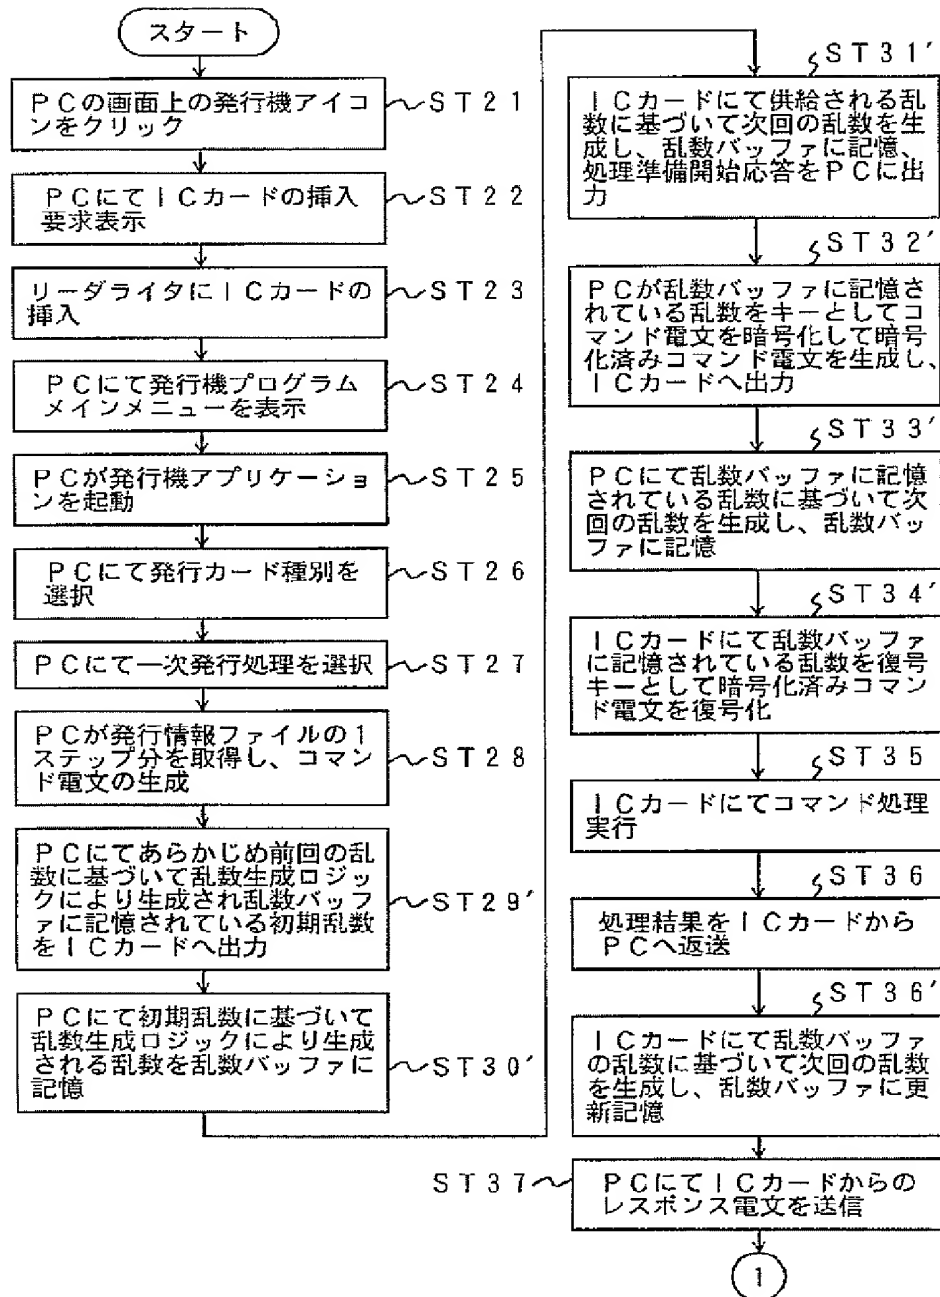 スタート
PCの画面上の発行機アイコ
ンをクリック
ST21
PCにてICカードの挿入
要求表示
ST22
リーダライタにICカードの
挿入
ST23
PCにて発行機プログラム
メインメニューを表示
ST24
PCが発行機アプリケーショ
ンを起動
ST25
PCにて発行カード種別を
選択
ST26
PCにて一次発行処理を選択
ST27
PCが発行情報ファイルの1
ステップ分を取得し、コマン
ド電文の生成
ST28
PCにてあらかじめ前回の乱
数に基づいて乱数生成ロジッ
クにより生成され乱数バッフ
ァに記憶されている初期乱数
をICカードへ出力
ST29'
PCにて初期乱数に基づいて
乱数生成ロジックにより生成
される乱数を乱数バッファに
記憶
ST30'
ST31'
ICカードにて供給される乱
数に基づいて次回の乱数を生
成し、乱数バッファに記憶、
処理準備開始応答をPCに出
力
ST32'
PCが乱数バッファに記憶さ
れている乱数をキーとしてコ
マンド電文を暗号化して暗号
化済みコマンド電文を生成し、
ICカードへ出力
ST33'
PCにて乱数バッファに記憶
されている乱数に基づいて次
回の乱数を生成し、乱数バッ
ファに記憶
ST34'
ICカードにて乱数バッファ
に記憶されている乱数を復号
キーとして暗号化済みコマン
ド電文を復号化
ST35
ICカードにてコマンド処理
実行
ST36
処理結果をICカードから
PCへ返送
ST36'
ICカードにて乱数バッファ
の乱数に基づいて次回の乱数
を生成し、乱数バッファに更
新記憶
ST37
PCにてICカードからの
レスポンス電文を送信
1